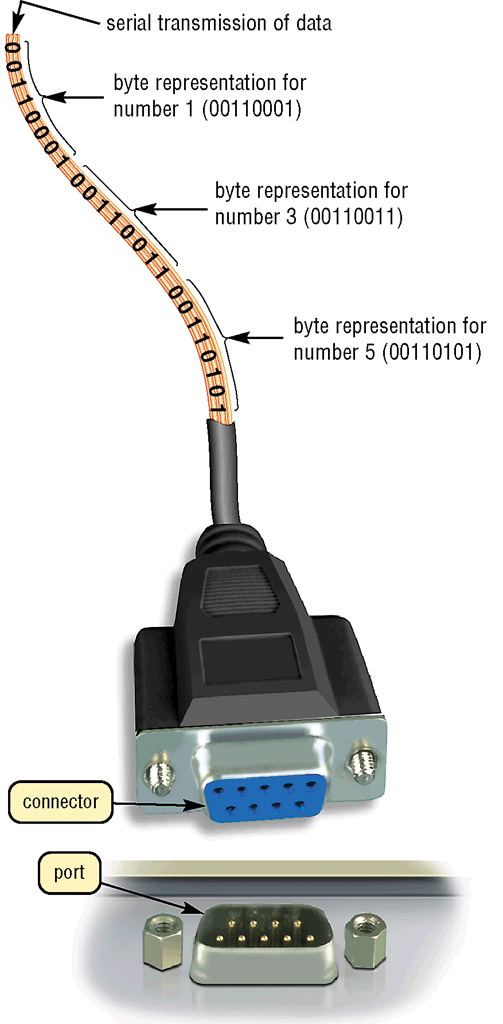 serial transmission of data
byte representation for
number 1 (00110001)
001100010011001100110101
byte representation for
number 3 (00110011)
byte representation for
number 5 (00110101)
connector
port